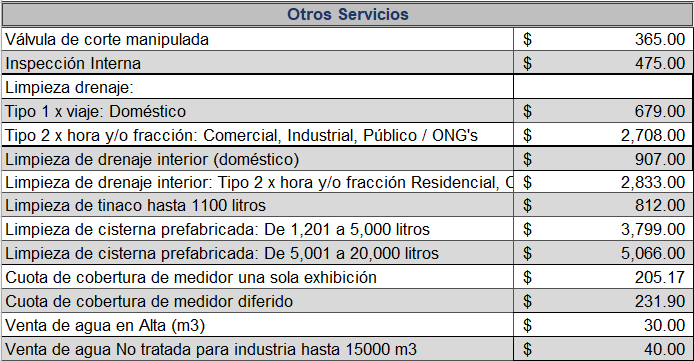 Otros Servicios
Válvula de corte manipulada $ 365.00
Inspección Interna $ 475.00
Limpieza drenaje:
Tipo 1 x viaje: Doméstico $ 679.00
Tipo 2 x hora y/o fracción: Comercial, Industrial, Público / ONG's $ 2,708.00
Limpieza de drenaje interior (doméstico) $ 907.00
Limpieza de drenaje interior: Tipo 2 x hora y/o fracción Residencial, C $ 2,833.00
Limpieza de tinaco hasta 1100 litros $ 812.00
Limpieza de cisterna prefabricada: De 1,201 a 5,000 litros $ 3,799.00
Limpieza de cisterna prefabricada: De 5,001 a 20,000 litros $ 5,066.00
Cuota de cobertura de medidor una sola exhibición $ 205.17
Cuota de cobertura de medidor diferido $ 231.90
Venta de agua en Alta (m3) $ 30.00
Venta de agua No tratada para industria hasta 15000 m3 $ 40.00